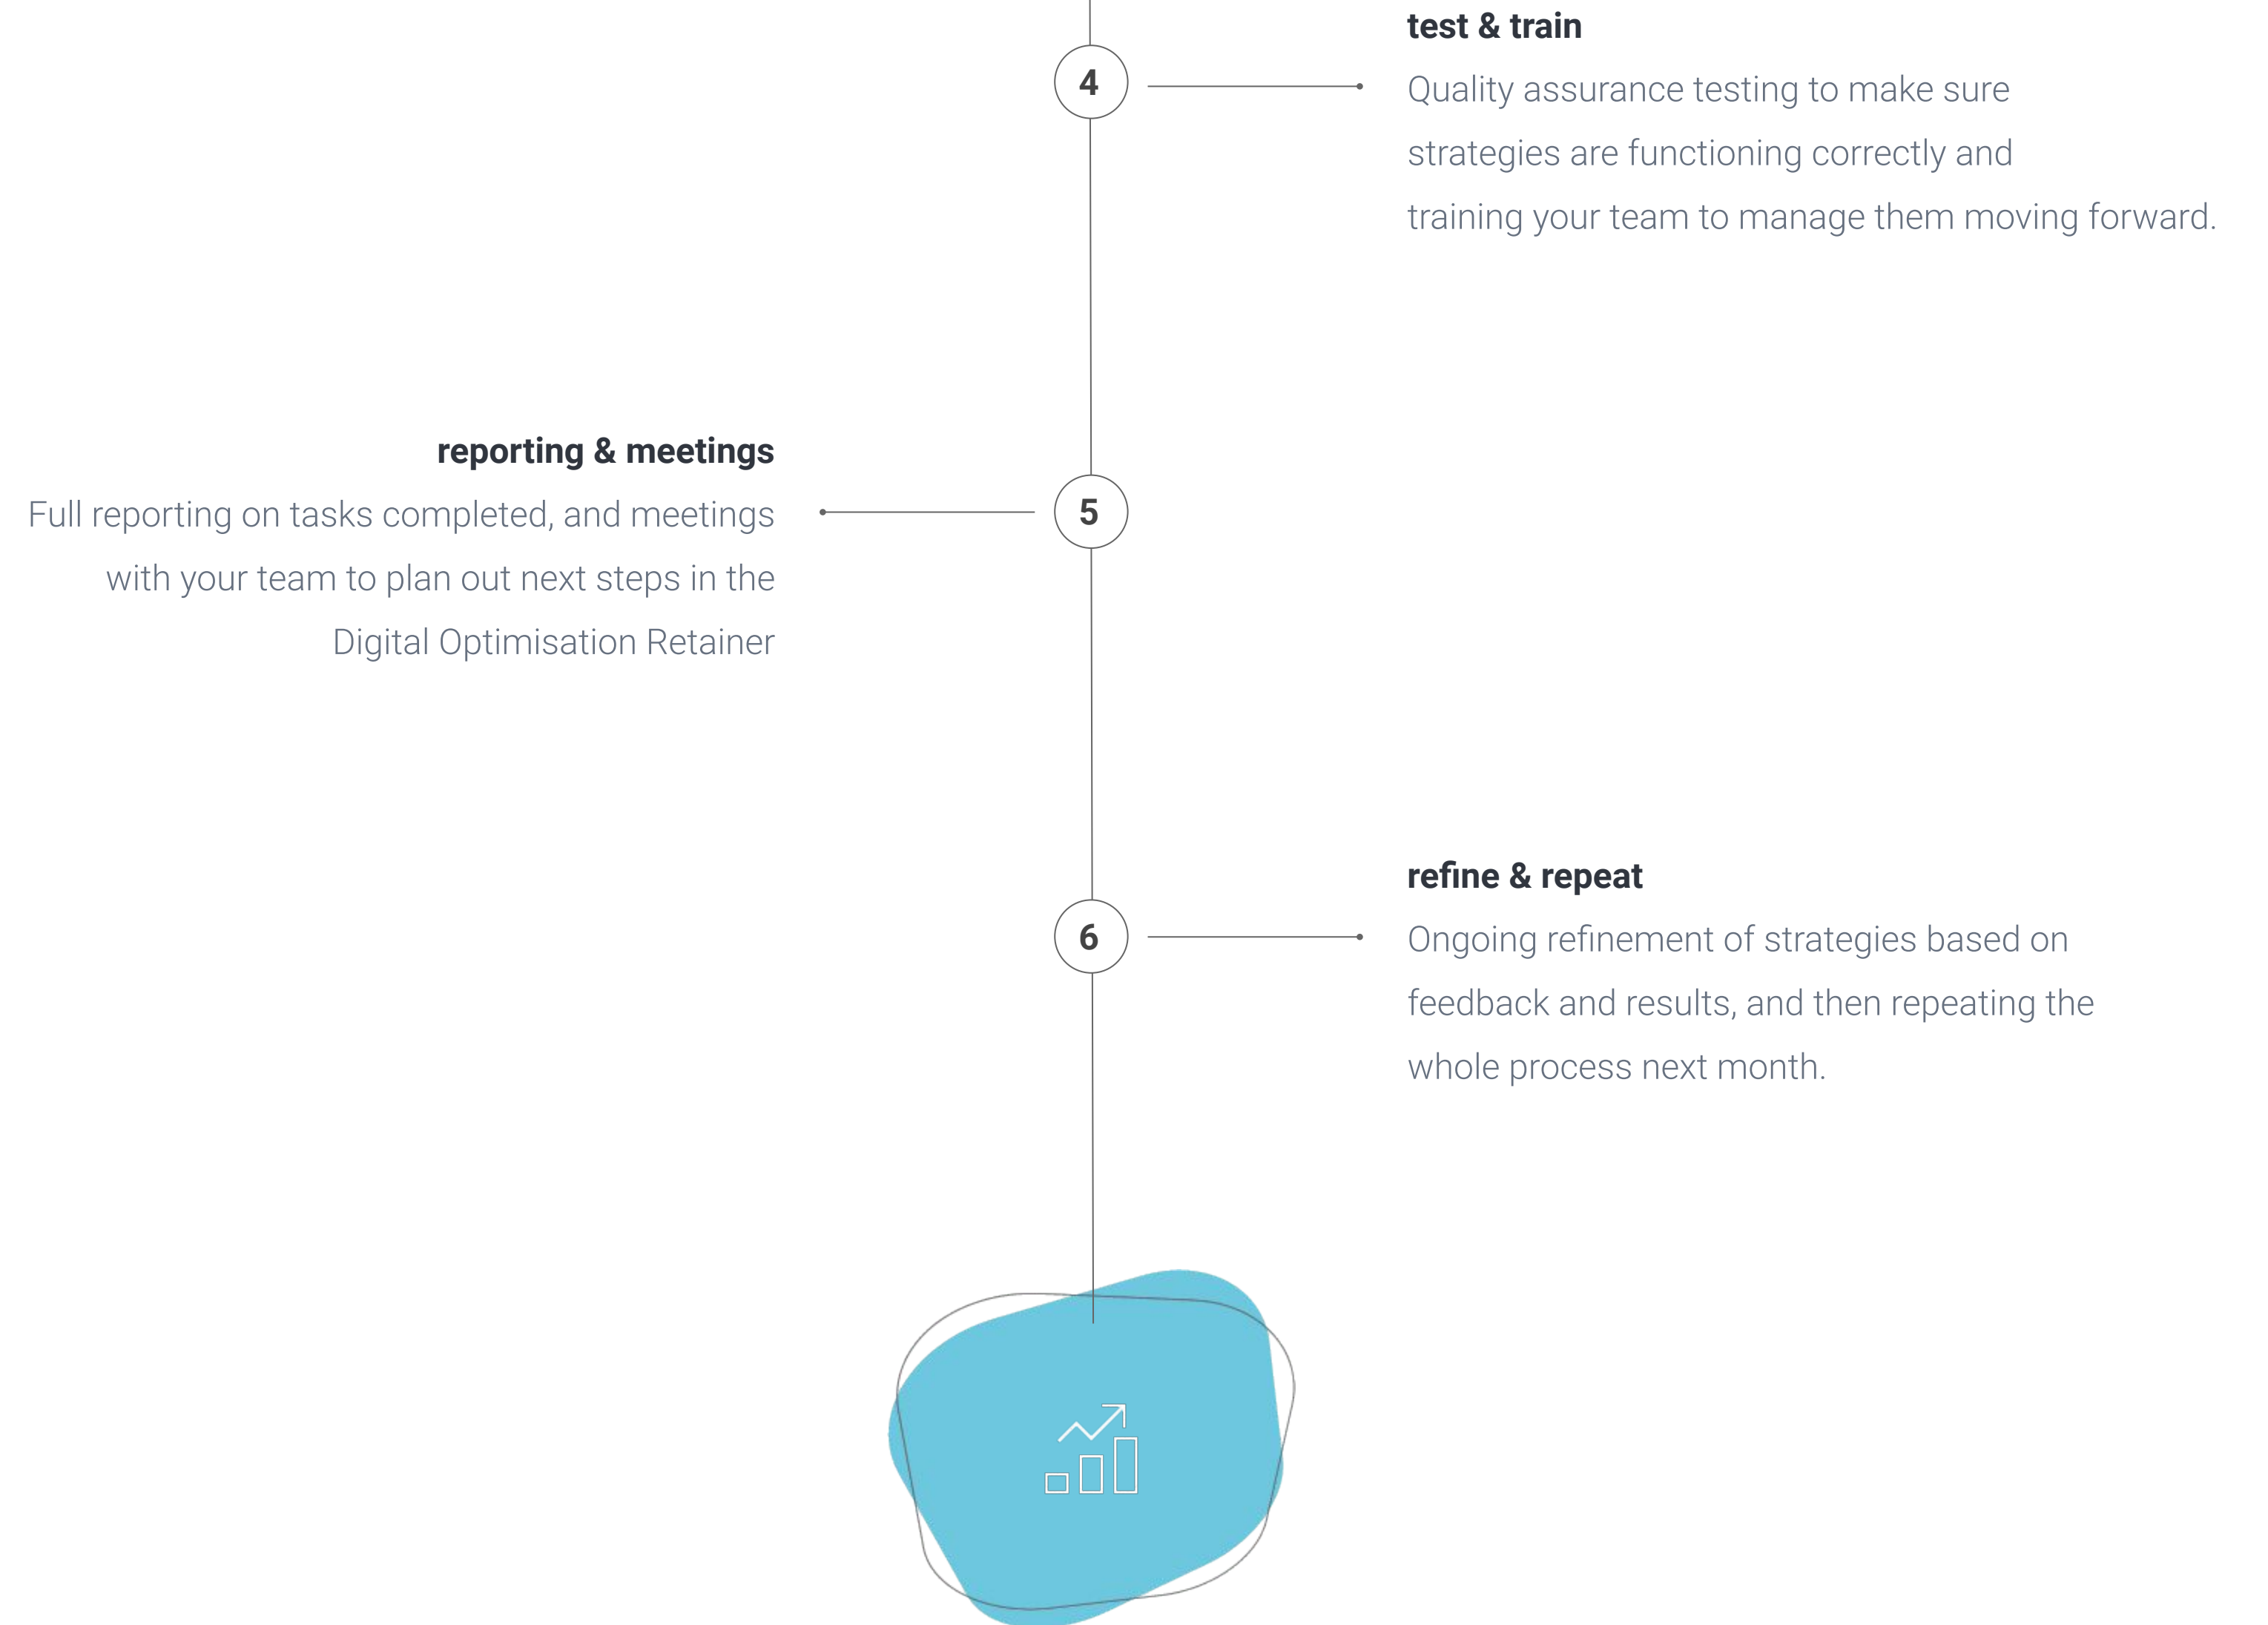 test & train
4
Quality assurance testing to make sure
strategies are functioning correctly and
training your team to manage them moving forward.
reporting & meetings
5
Full reporting on tasks completed, and meetings
with your team to plan out next steps in the
Digital Optimisation Retainer
refine & repeat
6
Ongoing refinement of strategies based on
feedback and results, and then repeating the
whole process next month.